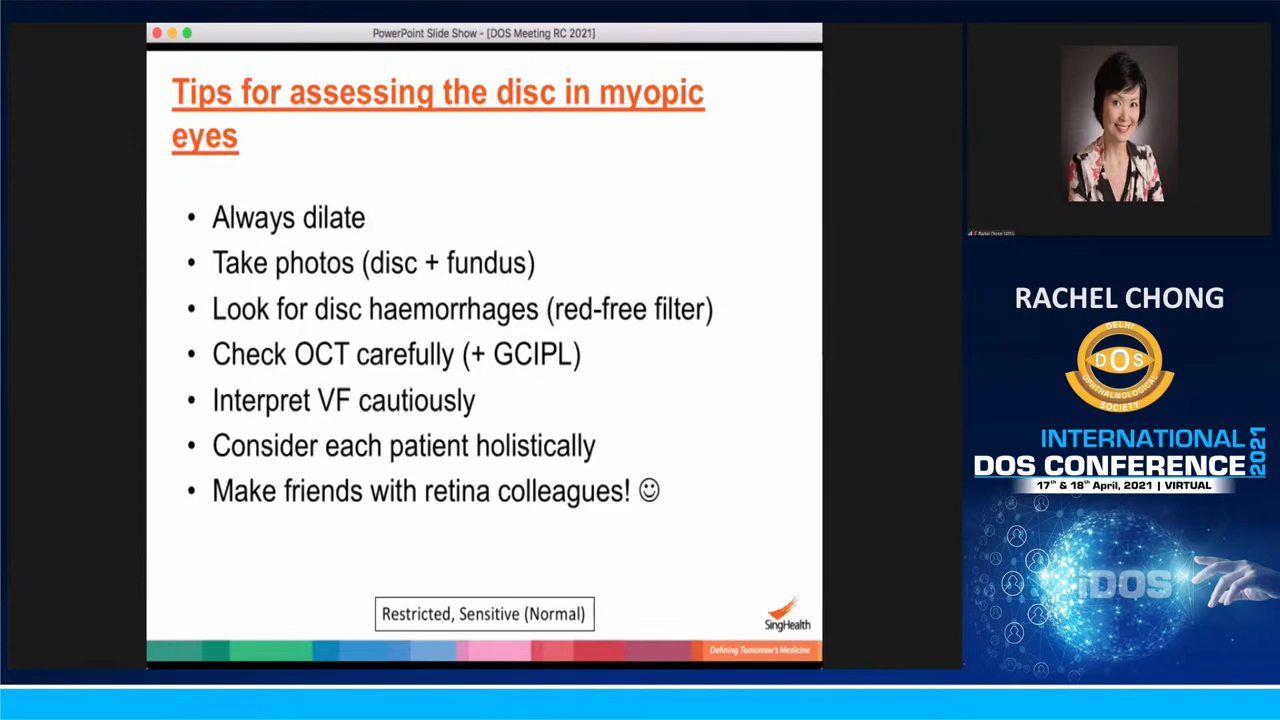 PowerPoint Slide Show - [DOS Meeting RC 2021]
Tips for assessing the disc in myopic
eyes
• Always dilate
• Take photos (disc + fundus)
• Look for disc haemorrhages (red-free filter)
• Check OCT carefully (+ GCIPL)
• Interpret VF cautiously
• Consider each patient holistically
• Make friends with retina colleagues! ☺
Restricted, Sensitive (Normal)
SingHealth
Defining Tomorrow's Medicine
RACHEL CHONG
DELHI
DOS
OPHTHALMOLOGICAL
SOCIETY
INTERNATIONAL
DOS CONFERENCE
2021
17th & 18th April, 2021 | VIRTUAL
iDOS